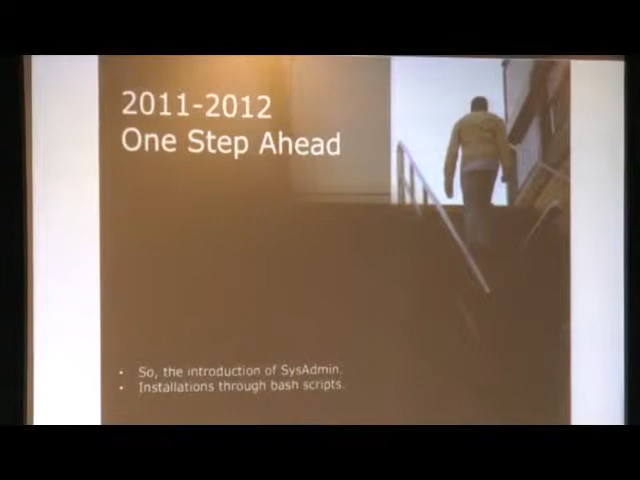 2011-2012
One Step Ahead
• So, the introduction of SysAdmin.
• Installations through bash scripts.